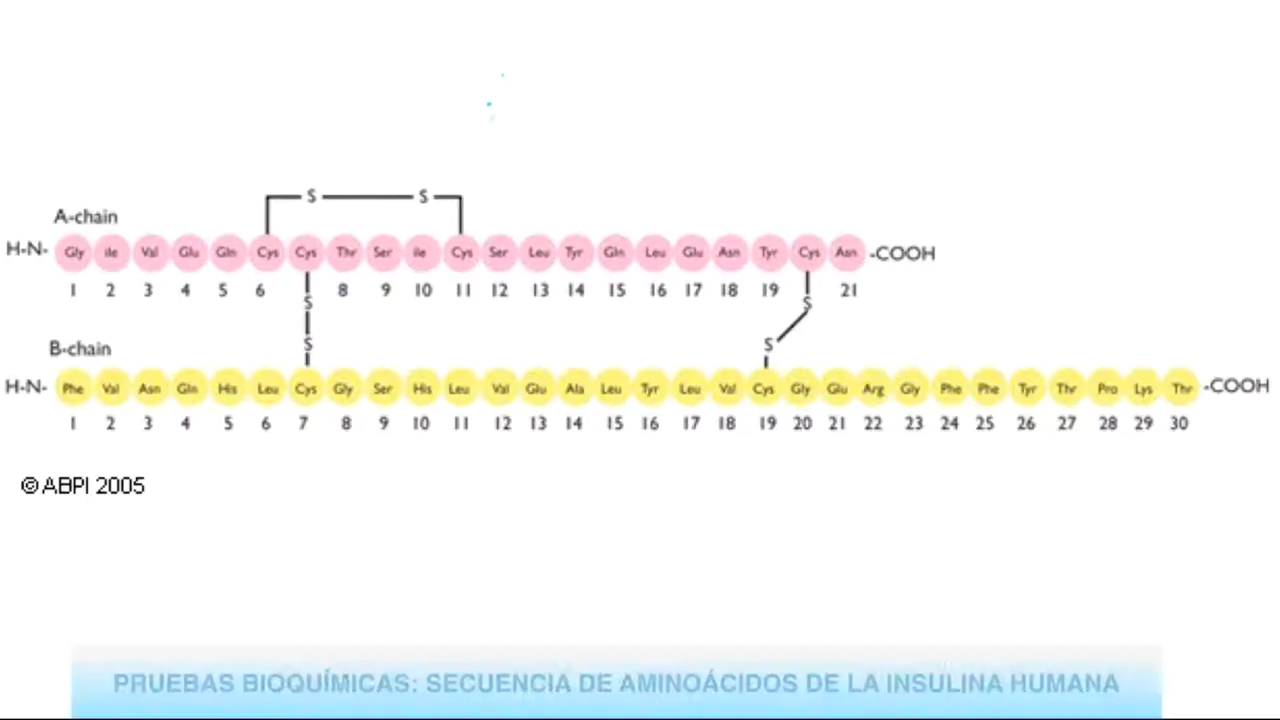 S S
A-chain
H-N- Gly ile Val Glu Gln Cys Cys Thr Ser ile Cys Ser Leu Tyr Gln Leu Glu Asn Tyr Cys Asn -COOH
1 2 3 4 5 6 8 9 10 11 12 13 14 15 16 17 18 19 21
S S
S S
B-chain
H-N- Phe Val Asn Gln His Leu Cys Gly Ser His Leu Val Glu Ala Leu Tyr Leu Val Cys Gly Glu Arg Gly Phe Phe Tyr Thr Pro Lys Thr -COOH
1 2 3 4 5 6 7 8 9 10 11 12 13 14 15 16 17 18 19 20 21 22 23 24 25 26 27 28 29 30
© ABPI 2005
PRUEBAS BIOQUÍMICAS: SECUENCIA DE AMINOÁCIDOS DE LA INSULINA HUMANA